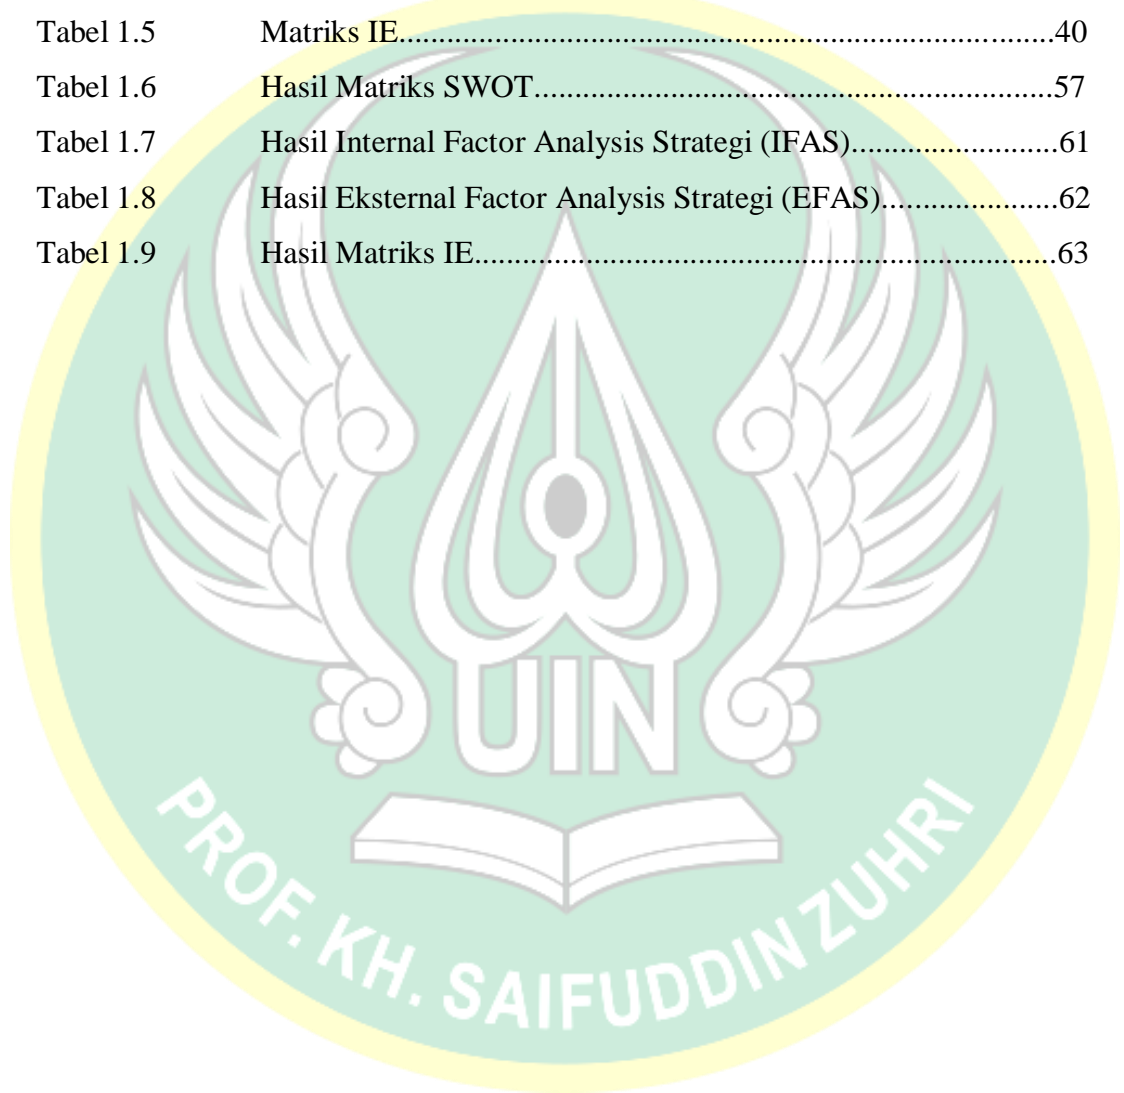 Tabel 1.5 Matriks IE................................................................................40
Tabel 1.6 Hasil Matriks SWOT...............................................................57
Tabel 1.7 Hasil Internal Factor Analysis Strategi (IFAS).........................61
Tabel 1.8 Hasil Eksternal Factor Analysis Strategi (EFAS).....................62
Tabel 1.9 Hasil Matriks IE.......................................................................63
UIN
PROF. KH. SAIFUDDIN ZUHRI